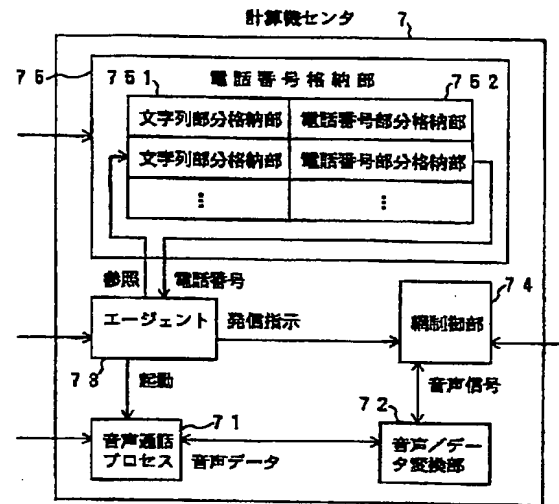 計算機センタ 7
75 電話番号格納部
751 752
文字列部分格納部 電話番号部分格納部
文字列部分格納部 電話番号部分格納部
⋮ ⋮
参照 電話番号
エージェント 発信指示 網制御部 74
73 起動 音声信号
71 72
音声通話プロセス 音声データ 音声/データ変換部